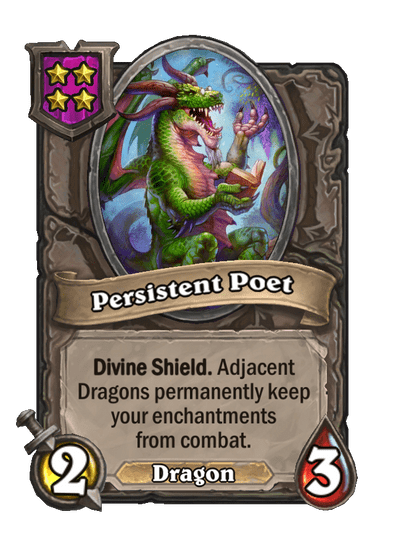 Persistent Poet
Divine Shield. Adjacent
Dragons permanently keep
your enchantments
from combat.
2
Dragon
3